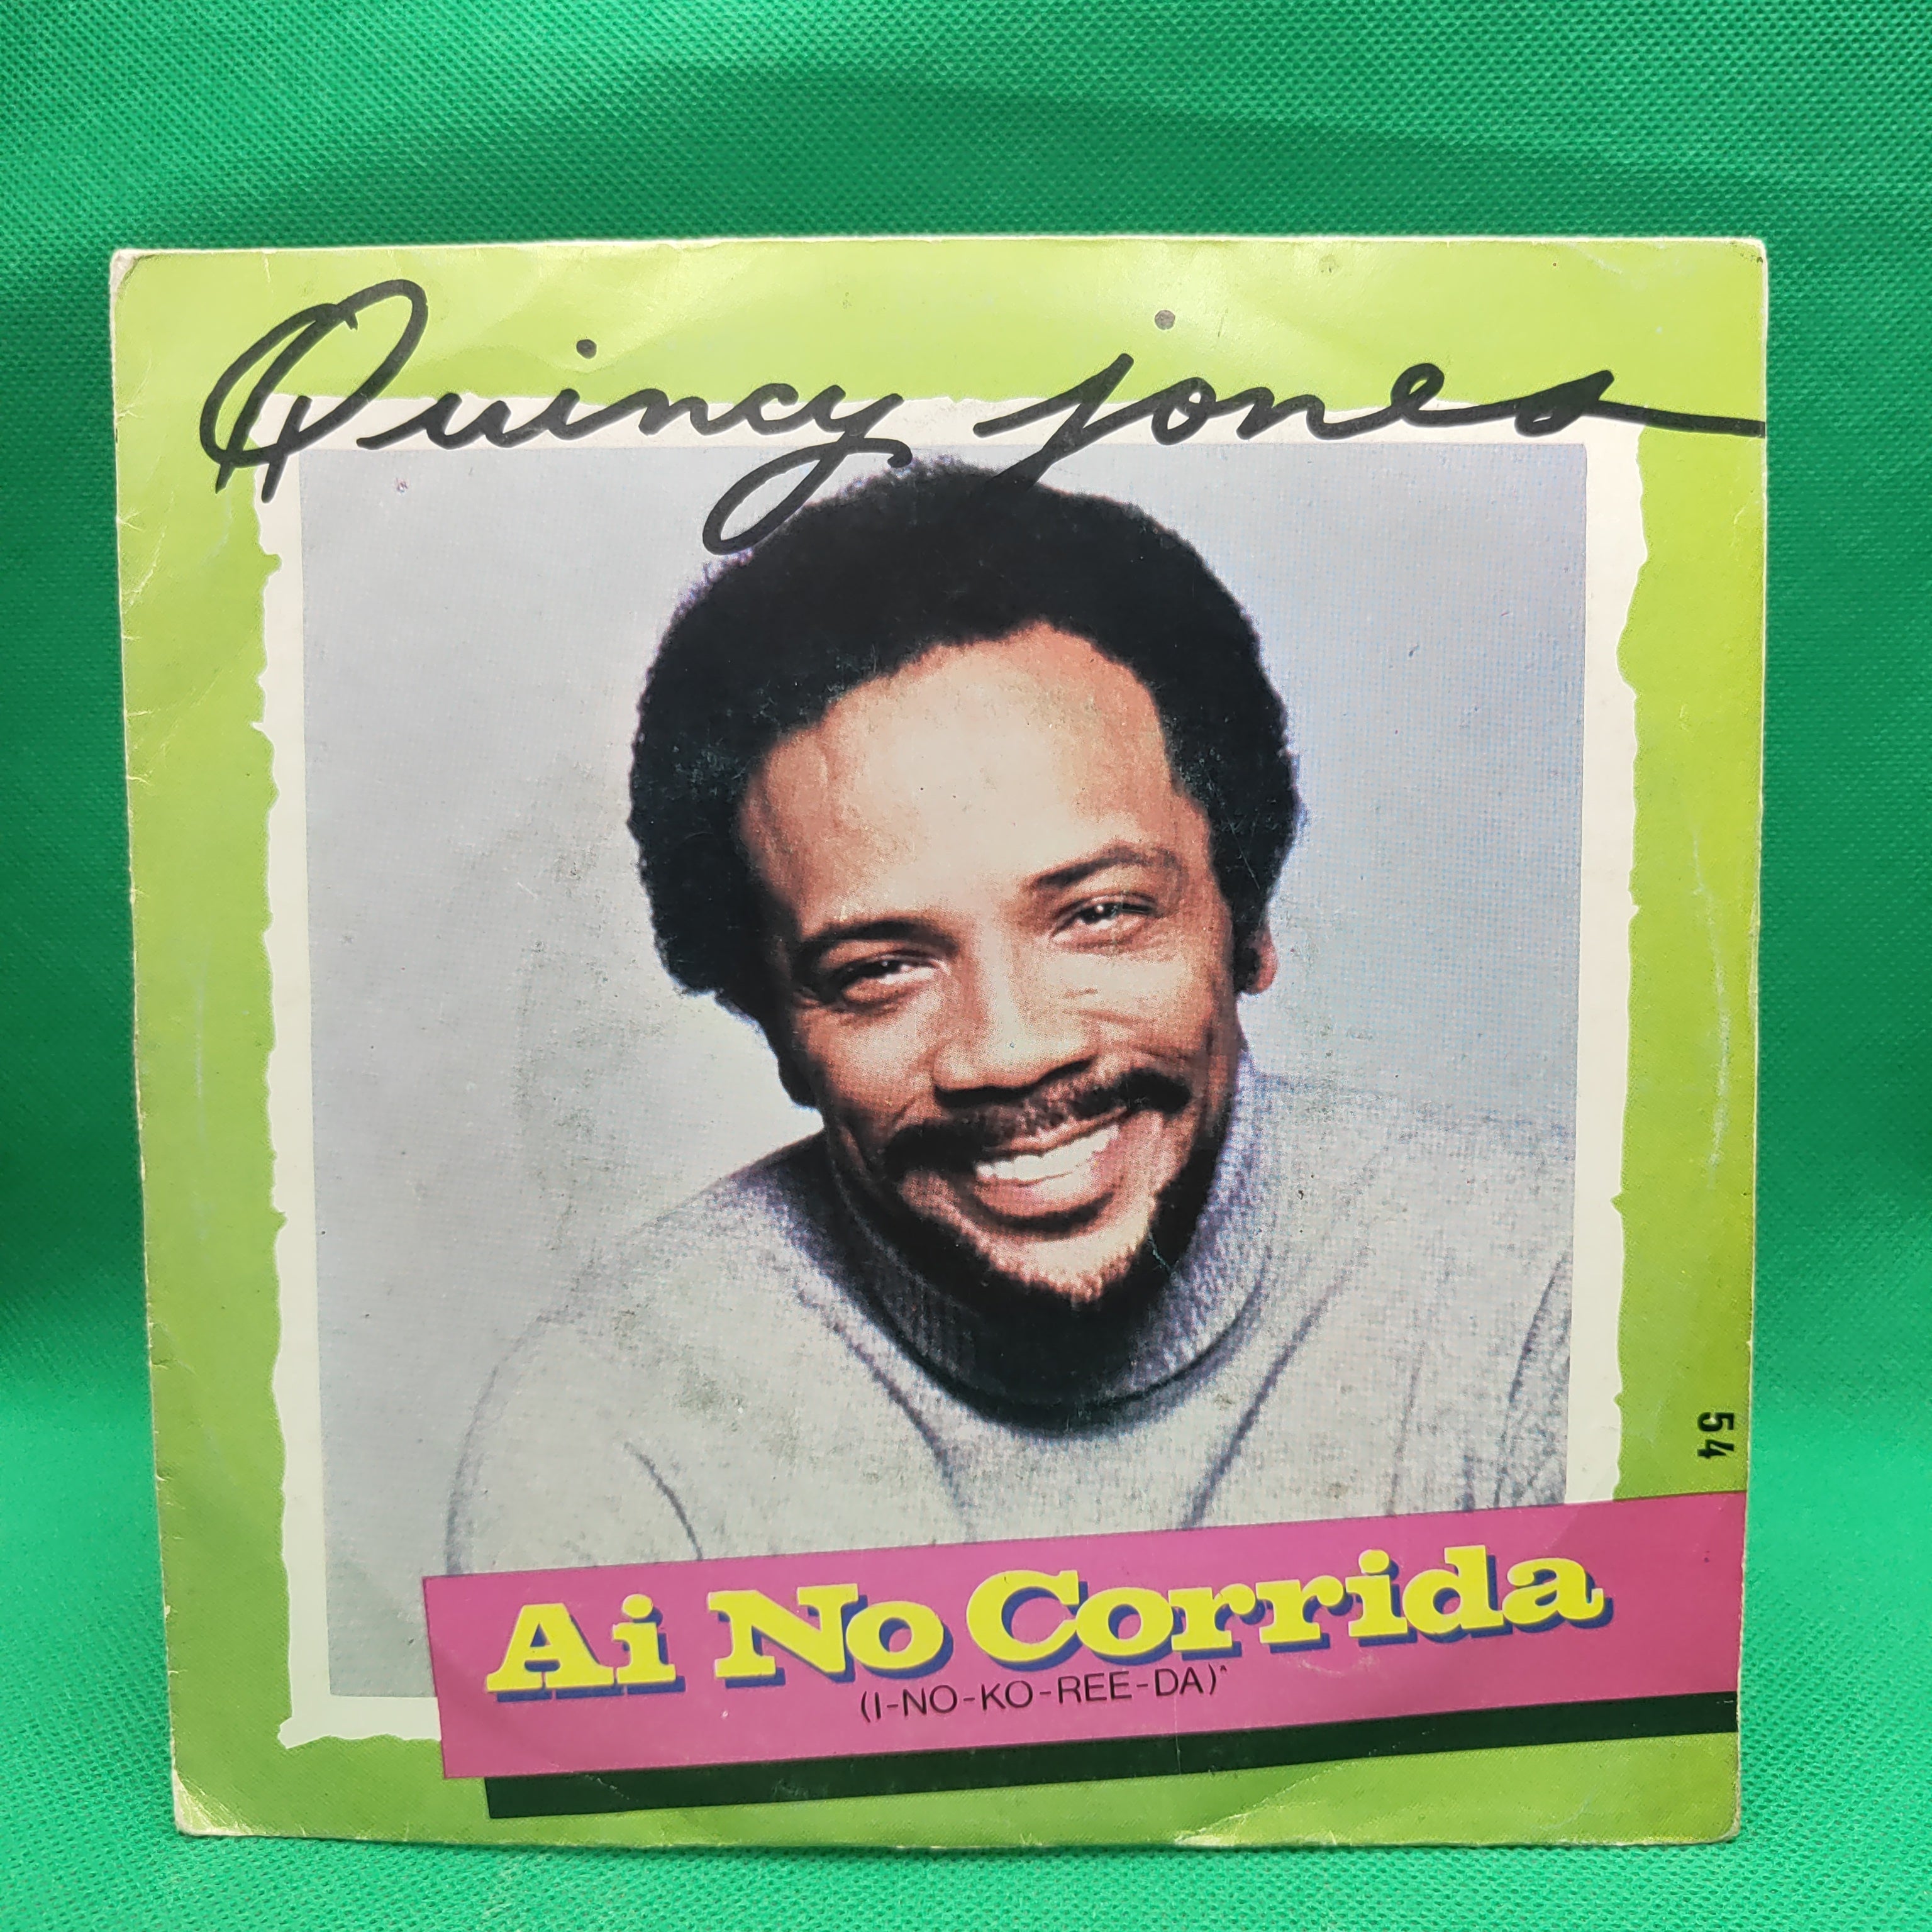 Quincy Jones
54
Ai No Corrida
(I-NO-KO-REE-DA)*